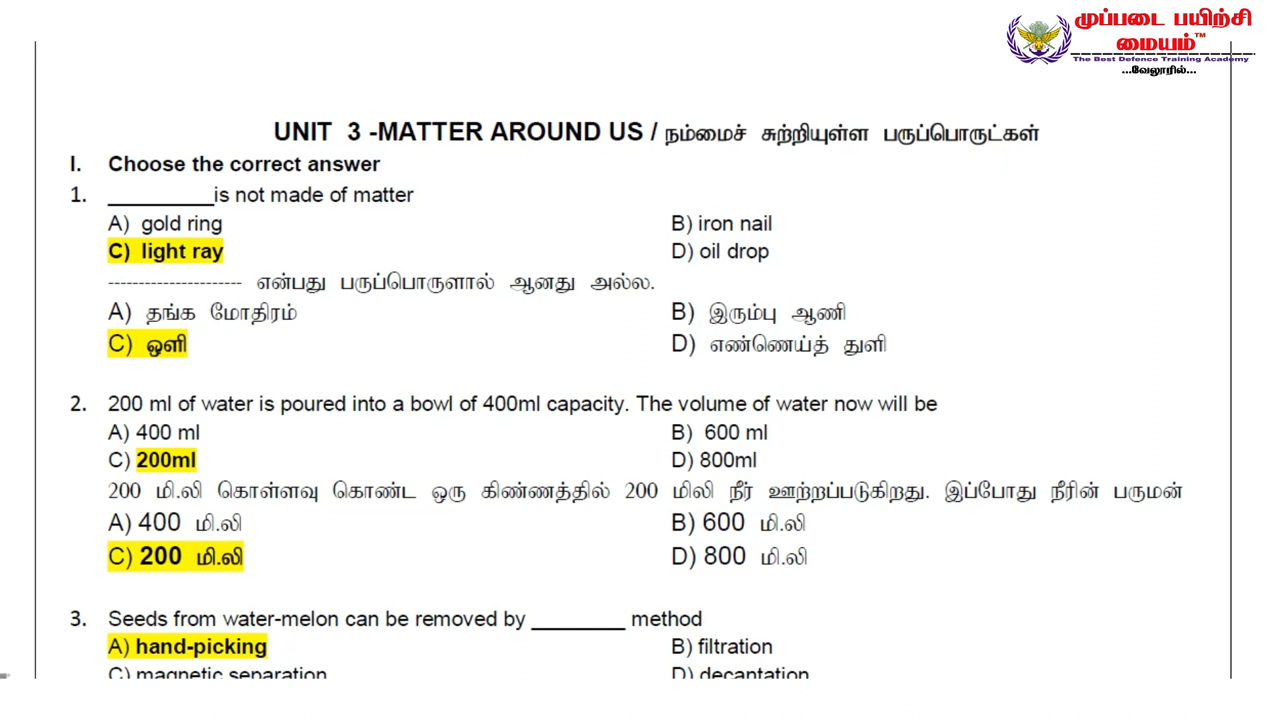 முப்படை பயிற்சி
மையம்™
The Best Defence Training Academy
...வேலூரில்...
UNIT 3 -MATTER AROUND US / நம்மைச் சுற்றியுள்ள பருப்பொருட்கள்
I. Choose the correct answer
1. _________is not made of matter
A) gold ring B) iron nail
C) light ray D) oil drop
---------------------- என்பது பருப்பொருளால் ஆனது அல்ல.
A) தங்க மோதிரம் B) இரும்பு ஆணி
C) ஒளி D) எண்ணெய்த் துளி
2. 200 ml of water is poured into a bowl of 400ml capacity. The volume of water now will be
A) 400 ml B) 600 ml
C) 200ml D) 800ml
200 மி.லி கொள்ளவு கொண்ட ஒரு கிண்ணத்தில் 200 மிலி நீர் ஊற்றப்படுகிறது. இப்போது நீரின் பருமன்
A) 400 மி.லி B) 600 மி.லி
C) 200 மி.லி D) 800 மி.லி
3. Seeds from water-melon can be removed by ________ method
A) hand-picking B) filtration
C) magnetic separation D) decantation